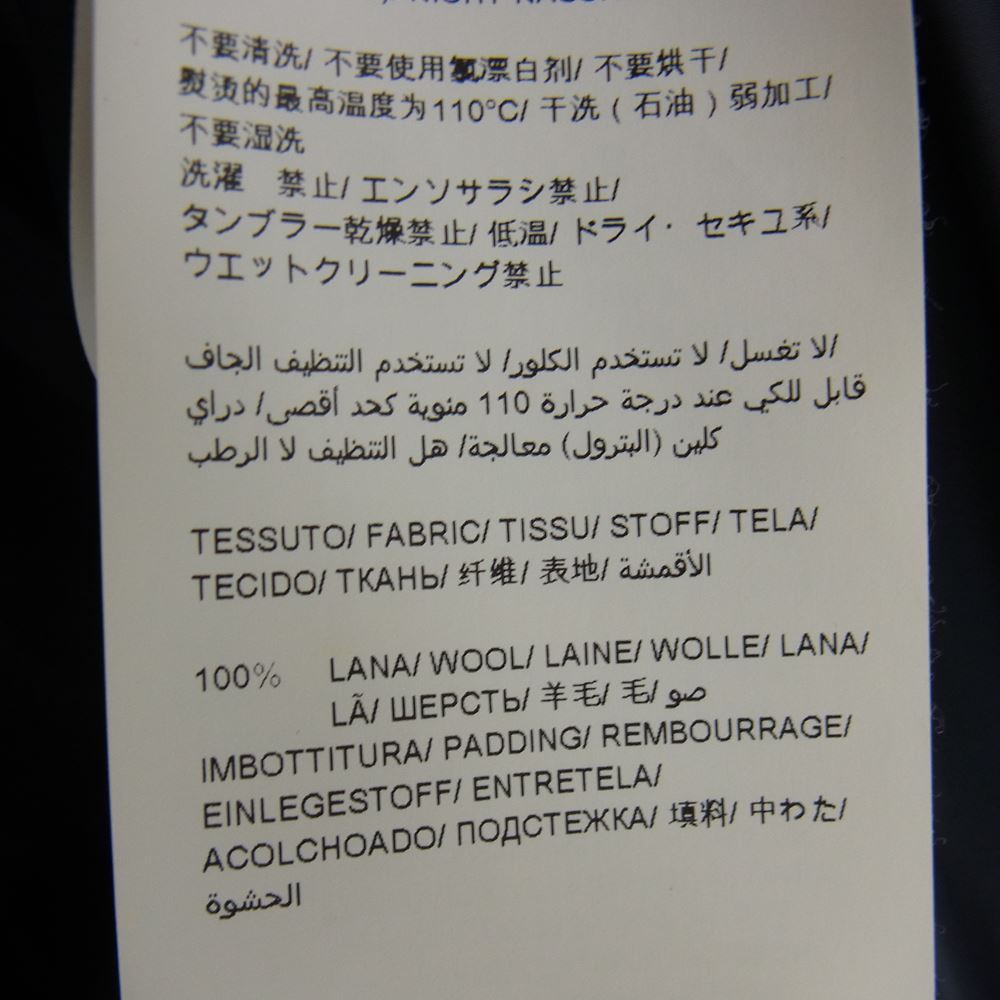 不要清洗/ 不要使用氯漂白剂/ 不要烘干/
熨烫的最高温度为110°C/ 干洗 ( 石油 ) 弱加工/
不要湿洗
洗濯 禁止/ エンソサラシ禁止/
タンブラー乾燥禁止/ 低温/ ドライ・ セキユ系/
ウエットクリーニング禁止
لا تغسل/ لا تستخدم الكلور/ لا تستخدم التنظيف الجاف/
قابل للكي عند درجة حرارة 110 مئوية كحد أقصى/ دراي
كلين (البترول) معالجة/ هل التنظيف لا الرطب
TESSUTO/ FABRIC/ TISSU/ STOFF/ TELA/
TECIDO/ ТКАНЬ/ 纤维/ 表地/ الأقمشة
100% LANA/ WOOL/ LAINE/ WOLLE/ LANA/
LÃ/ ШЕРСТЬ/ 羊毛/ 毛/ صو
IMBOTTITURA/ PADDING/ REMBOURRAGE/
EINLEGESTOFF/ ENTRETELA/
ACOLCHOADO/ ПОДСТЕЖКА/ 填料/ 中わた/
الحشوة